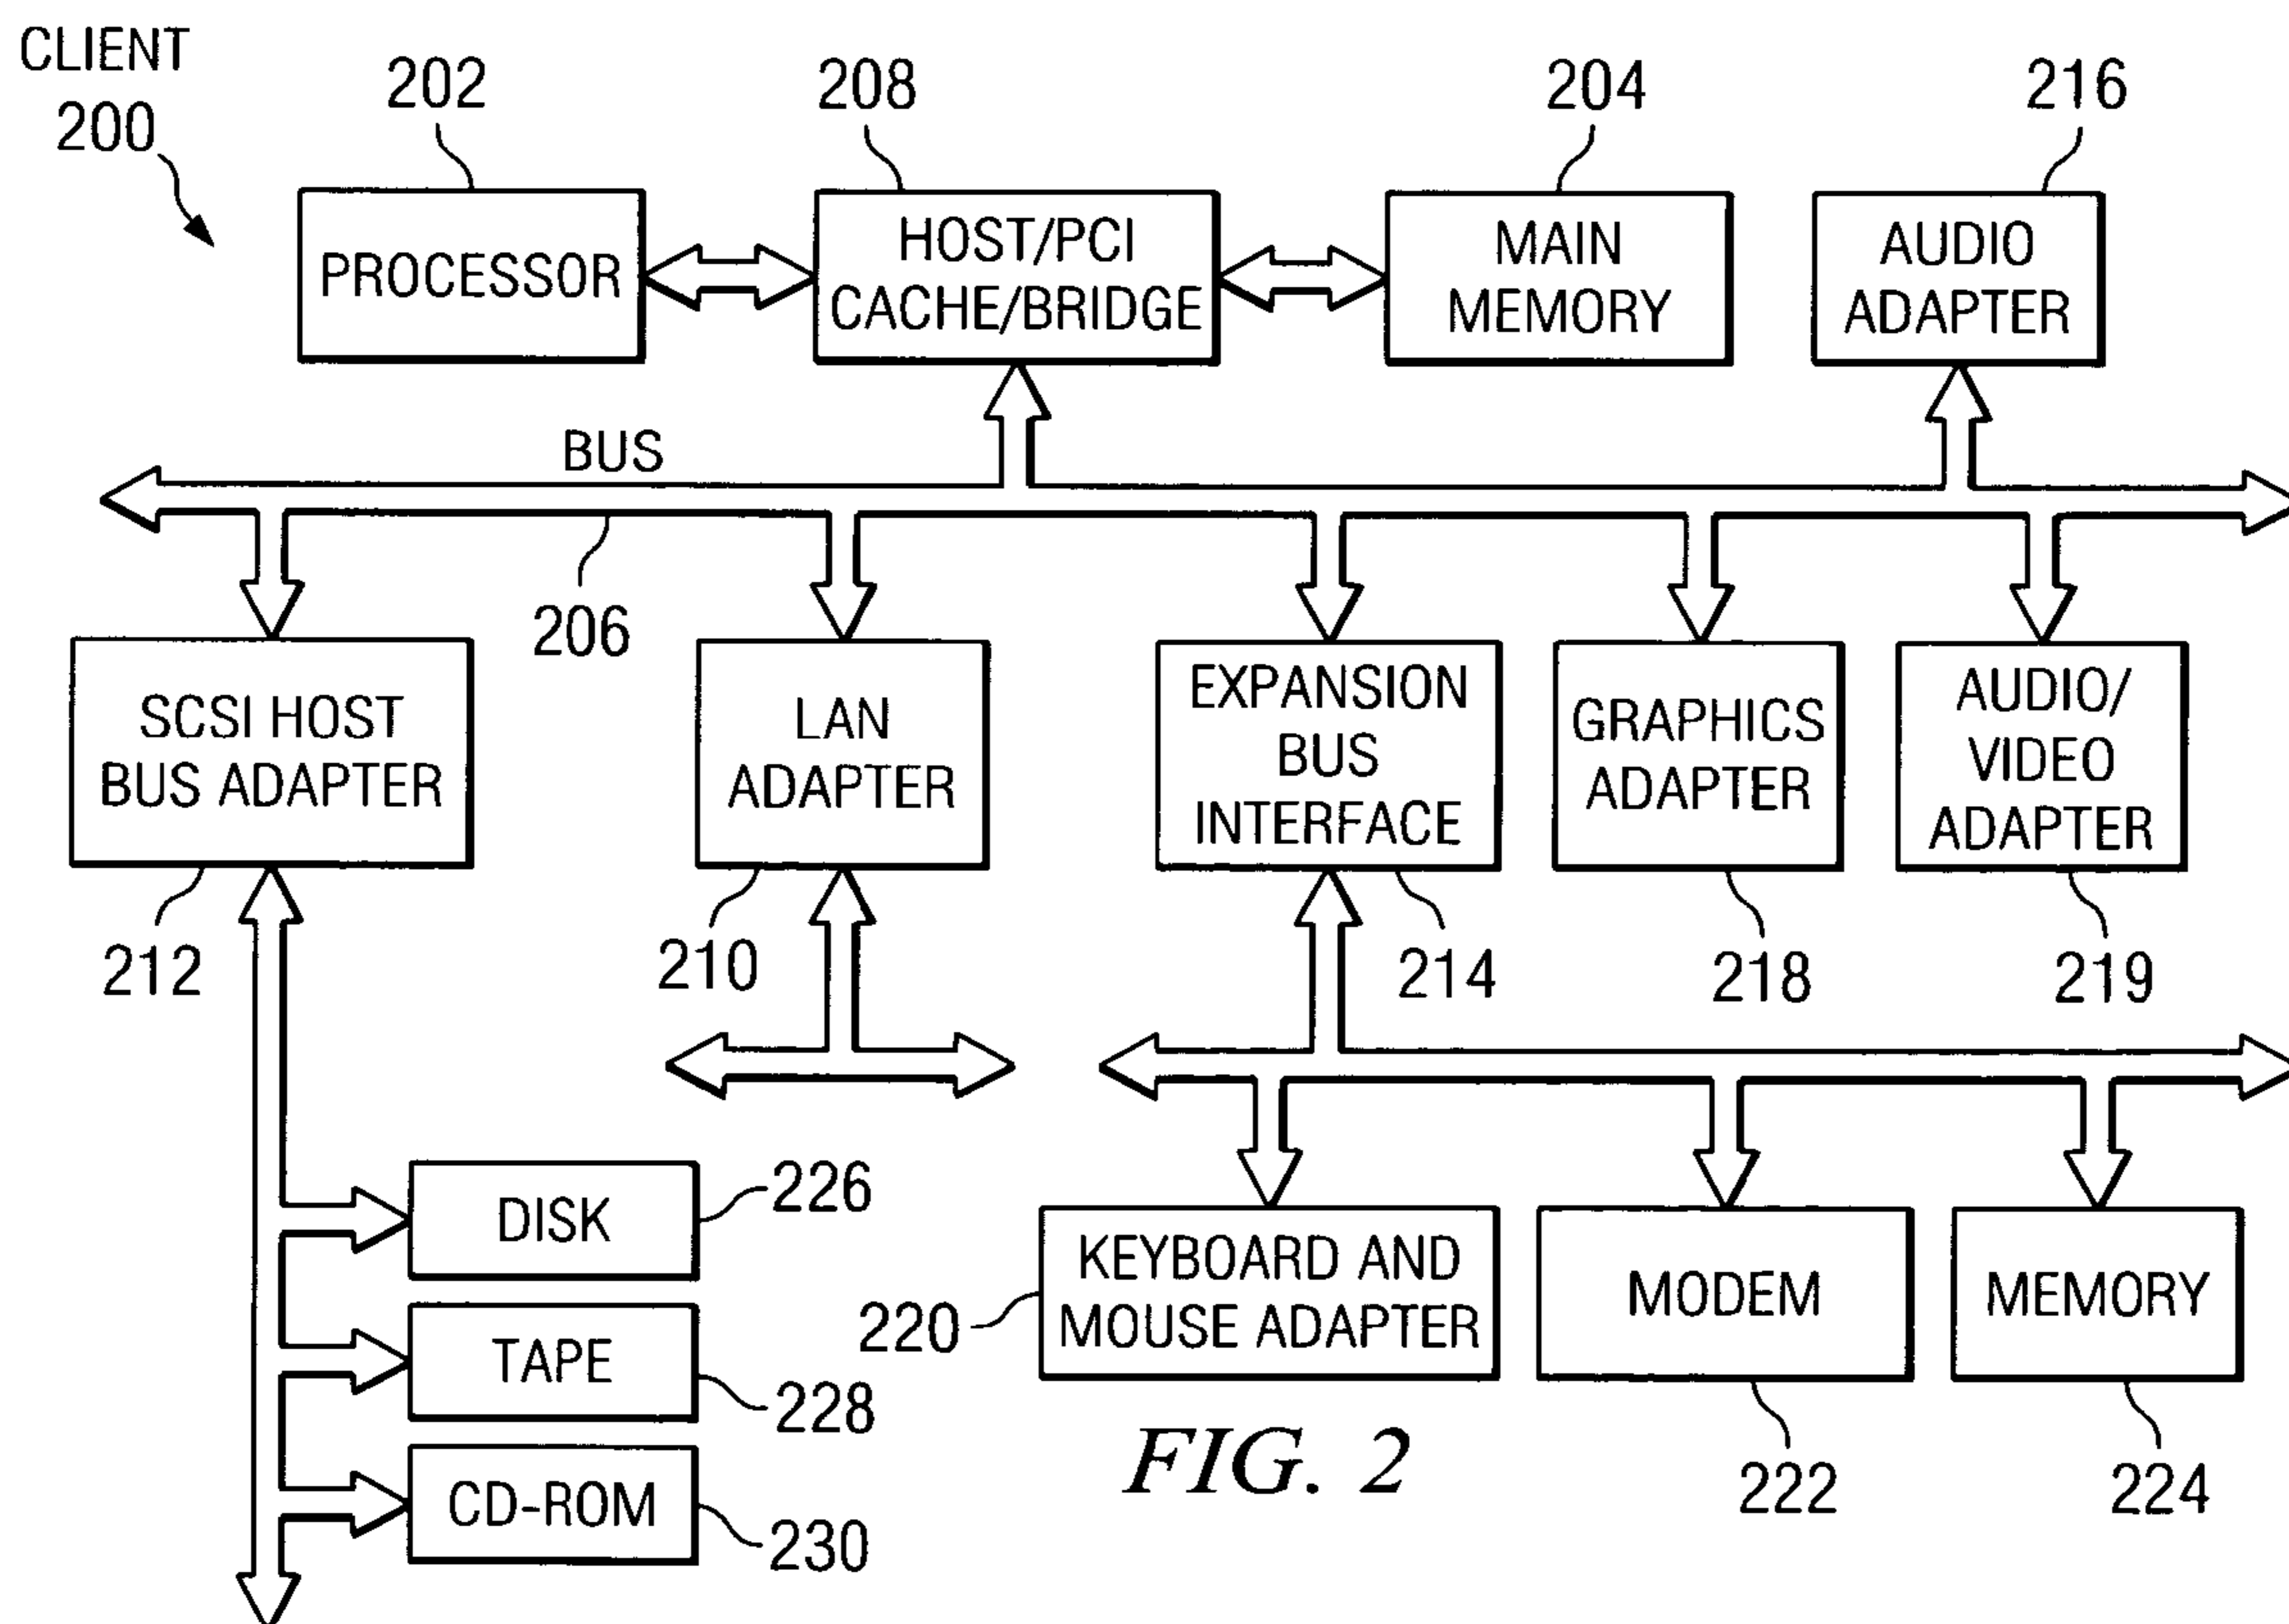 CLIENT
200
202
208
204
216
PROCESSOR
HOST/PCI
CACHE/BRIDGE
MAIN
MEMORY
AUDIO
ADAPTER
BUS
206
SCSI HOST
BUS ADAPTER
LAN
ADAPTER
EXPANSION
BUS
INTERFACE
GRAPHICS
ADAPTER
AUDIO/
VIDEO
ADAPTER
212
210
214
218
219
DISK
226
TAPE
228
CD-ROM
230
220
KEYBOARD AND
MOUSE ADAPTER
MODEM
MEMORY
222
224
FIG. 2